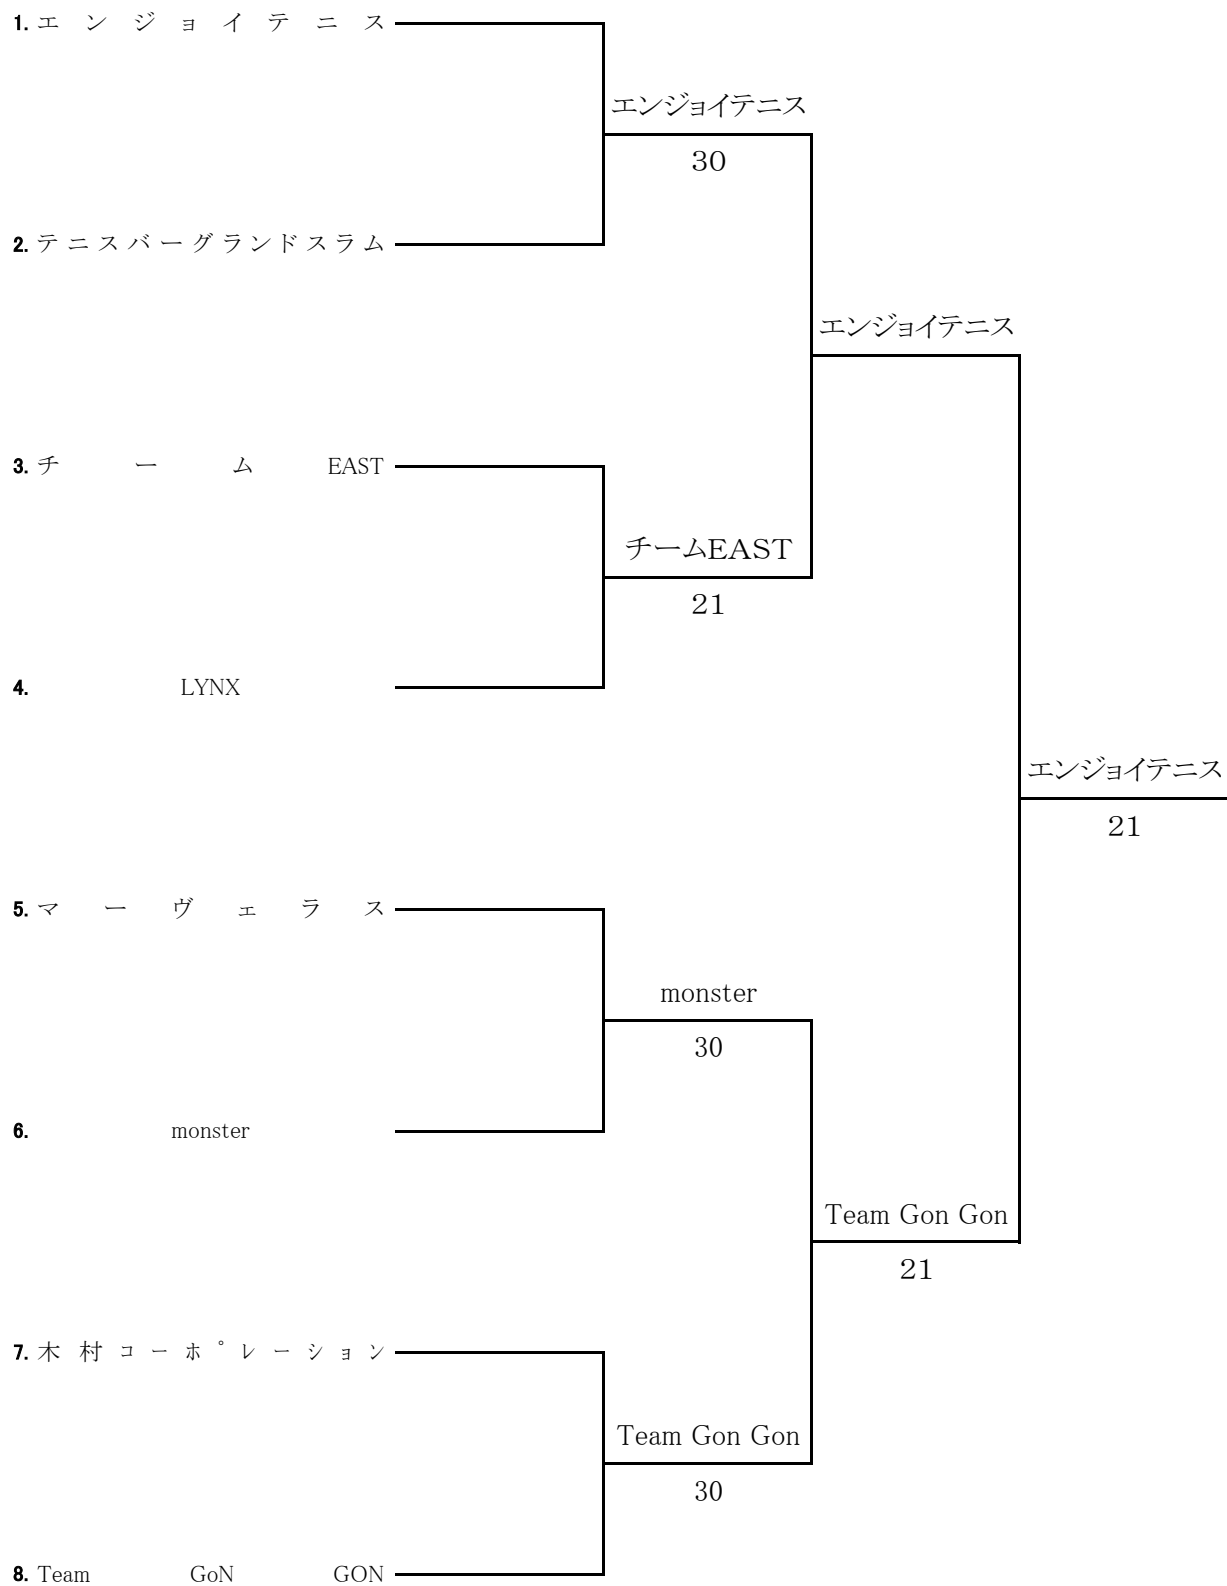 1. エンジョイテニス
エンジョイテニス
30
2. テニスバーグランドスラム
エンジョイテニス
3. チームEAST
チームEAST
21
4. LYNX
エンジョイテニス
21
5. マーヴェラス
monster
30
6. monster
Team Gon Gon
21
7. 木村コーポレーション
Team Gon Gon
30
8. Team GoN GON